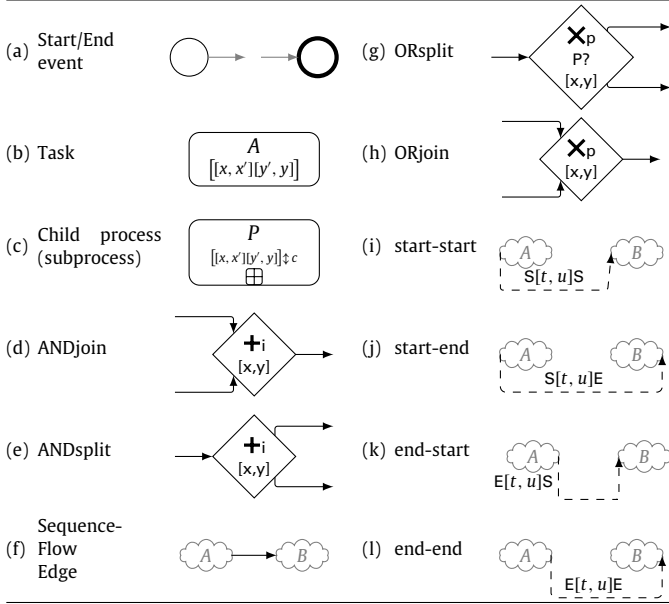 (a) Start/End event
(b) Task
A
[[x, x′][y′, y]]
(c) Child process (subprocess)
P
[[x, x′][y′, y]]↕c
(d) ANDjoin
+i
[x,y]
(e) ANDsplit
+i
[x,y]
(f) Sequence-Flow Edge
A
B
(g) ORsplit
×p
P?
[x,y]
(h) ORjoin
×p
[x,y]
(i) start-start
A
B
S[t, u]S
(j) start-end
A
B
S[t, u]E
(k) end-start
A
B
E[t, u]S
(l) end-end
A
B
E[t, u]E